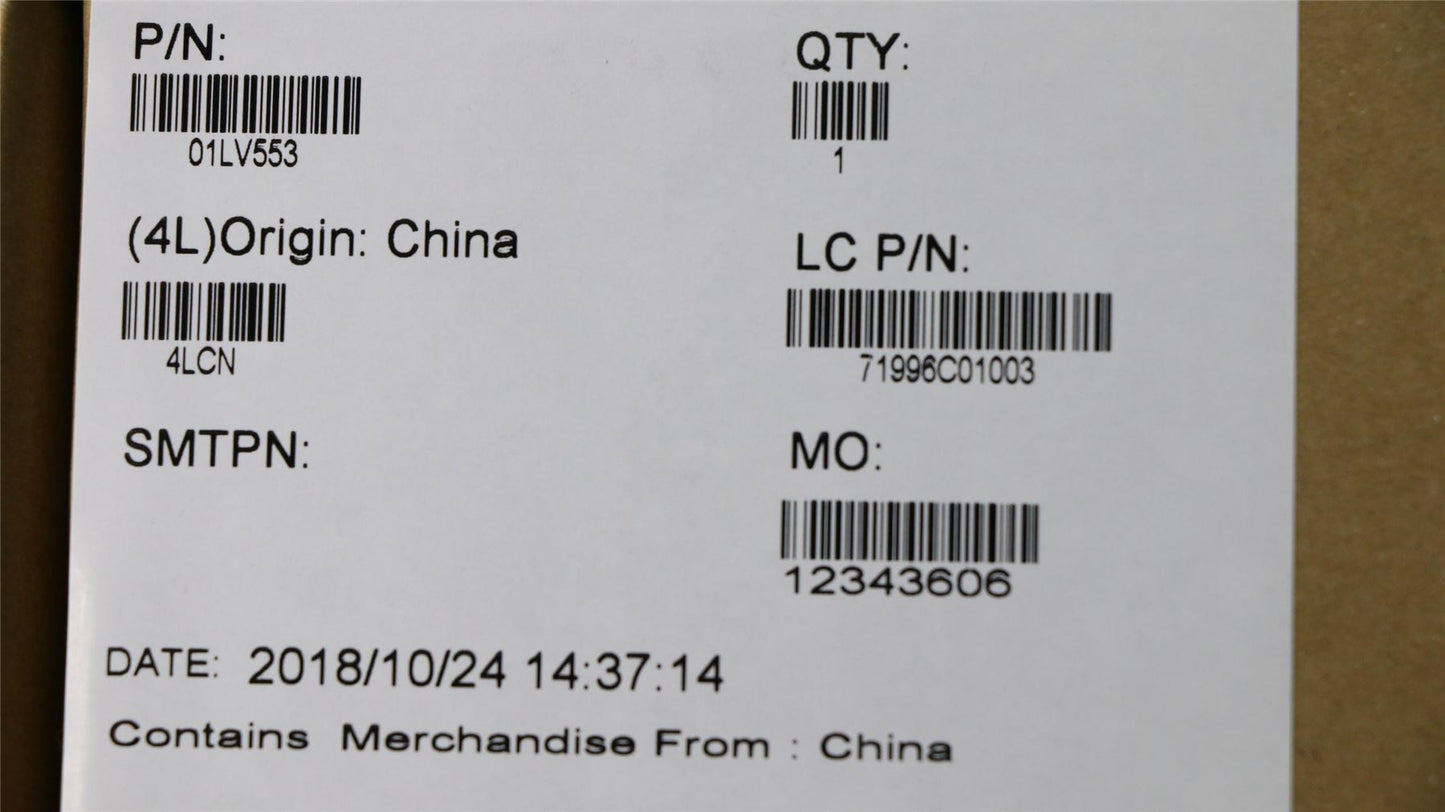 P/N:
01LV553
QTY:
1
(4L)Origin: China
4LCN
LC P/N:
71996C01003
SMTPN:
MO:
12343606
DATE: 2018/10/24 14:37:14
Contains Merchandise From : China